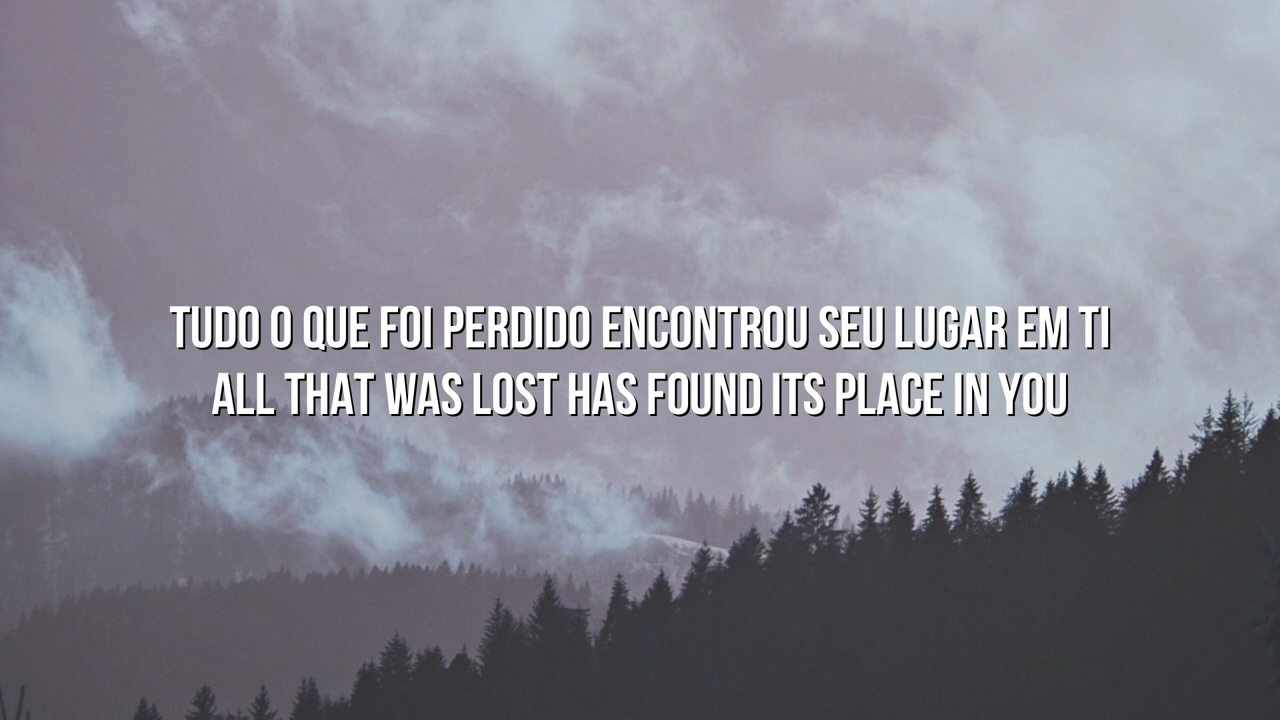 TUDO O QUE FOI PERDIDO ENCONTROU SEU LUGAR EM TI
ALL THAT WAS LOST HAS FOUND ITS PLACE IN YOU